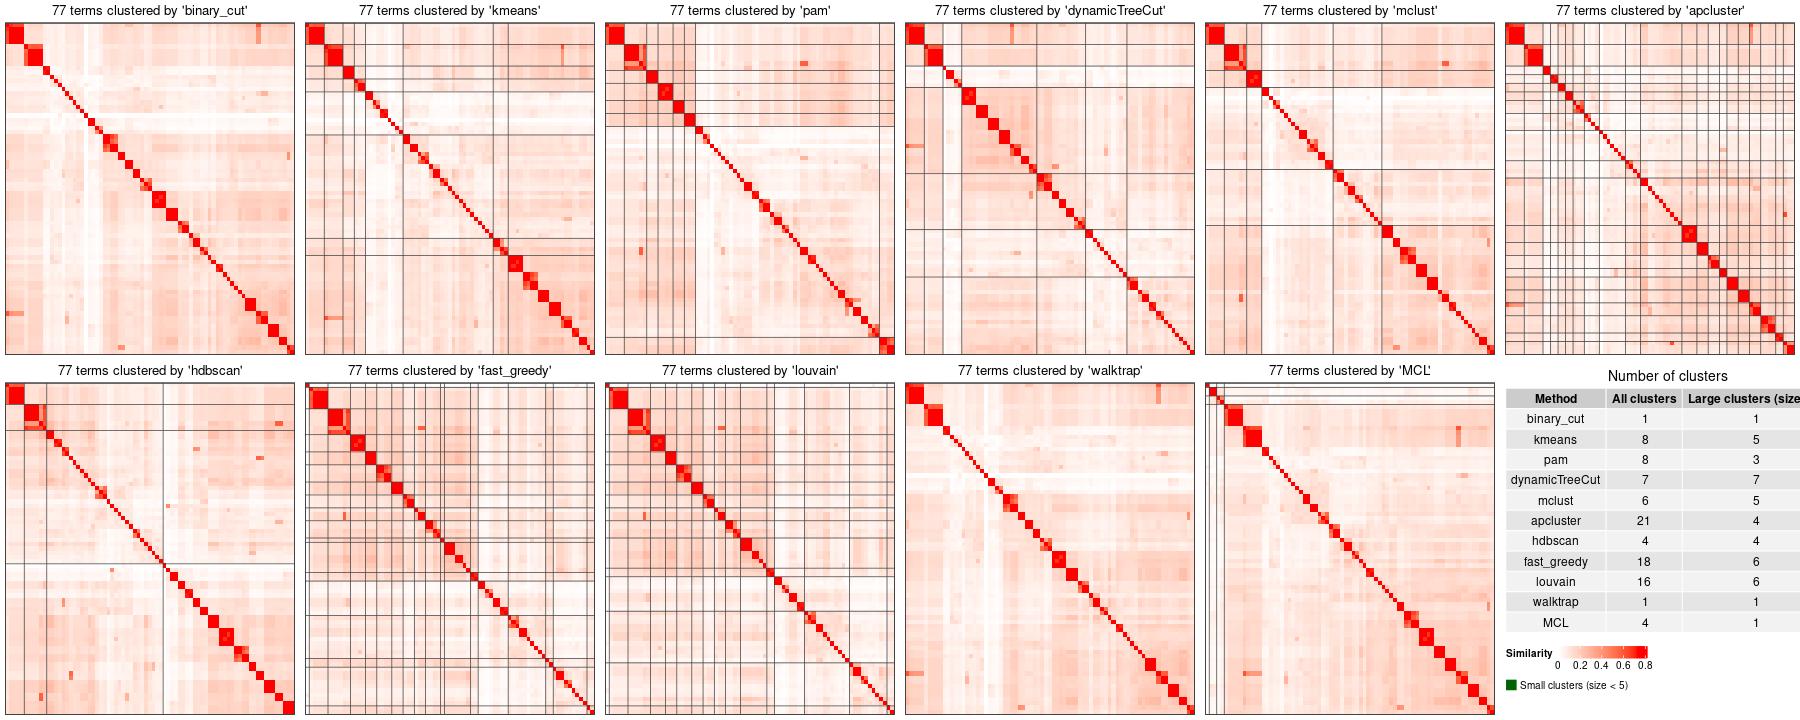 77 terms clustered by 'binary_cut'
77 terms clustered by 'kmeans'
77 terms clustered by 'pam'
77 terms clustered by 'dynamicTreeCut'
77 terms clustered by 'mclust'
77 terms clustered by 'apcluster'
77 terms clustered by 'hdbscan'
77 terms clustered by 'fast_greedy'
77 terms clustered by 'louvain'
77 terms clustered by 'walktrap'
77 terms clustered by 'MCL'
Number of clusters
Method All clusters Large clusters (size
binary_cut 1 1
kmeans 8 5
pam 8 3
dynamicTreeCut 7 7
mclust 6 5
apcluster 21 4
hdbscan 4 4
fast_greedy 18 6
louvain 16 6
walktrap 1 1
MCL 4 1
Similarity
0 0.2 0.4 0.6 0.8
Small clusters (size < 5)